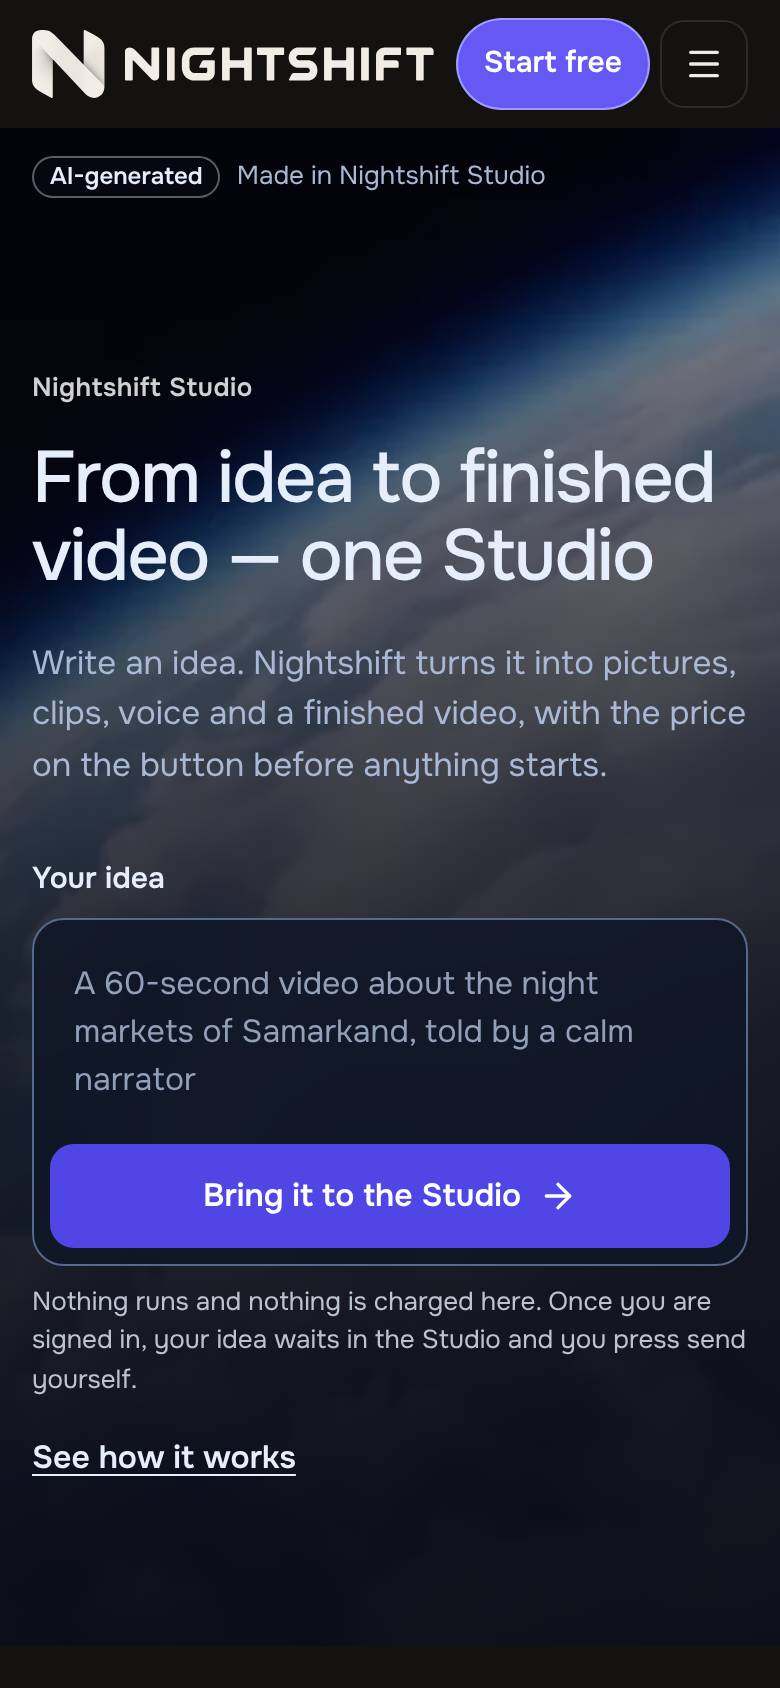 NIGHTSHIFT
Start free
AI-generated
Made in Nightshift Studio
Nightshift Studio
From idea to finished
video — one Studio
Write an idea. Nightshift turns it into pictures,
clips, voice and a finished video, with the price
on the button before anything starts.
Your idea
A 60-second video about the night
markets of Samarkand, told by a calm
narrator
Bring it to the Studio →
Nothing runs and nothing is charged here. Once you are
signed in, your idea waits in the Studio and you press send
yourself.
See how it works